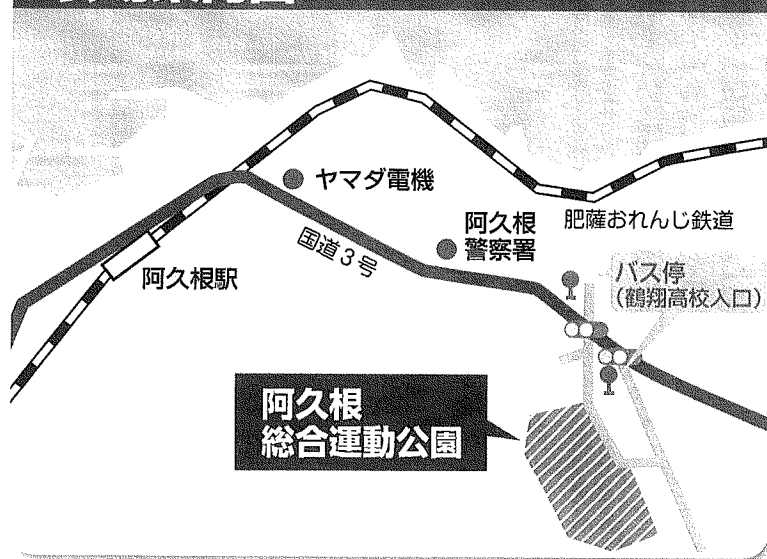 ヤマダ電機
阿久根
警察署
肥薩おれんじ鉄道
国道3号
阿久根駅
バス停
(鶴翔高校入口)
阿久根
総合運動公園